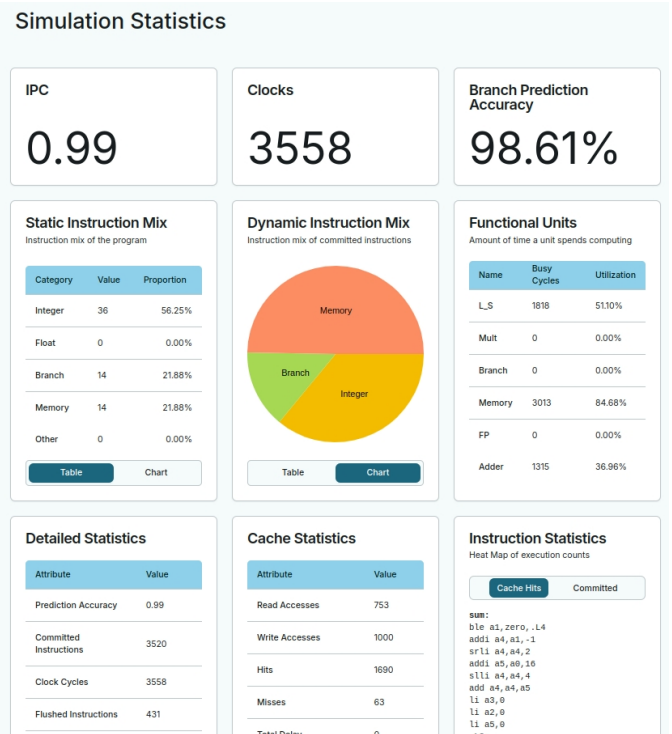 Simulation Statistics
IPC
0.99
Clocks
3558
Branch Prediction
Accuracy
98.61%
Static Instruction Mix
Instruction mix of the program
Category Value Proportion
Integer 36 56.25%
Float 0 0.00%
Branch 14 21.88%
Memory 14 21.88%
Other 0 0.00%
Table Chart
Dynamic Instruction Mix
Instruction mix of committed instructions
Memory
Branch
Integer
Table Chart
Functional Units
Amount of time a unit spends computing
Name Busy Cycles Utilization
L_S 1818 51.10%
Mult 0 0.00%
Branch 0 0.00%
Memory 3013 84.68%
FP 0 0.00%
Adder 1315 36.96%
Detailed Statistics
Attribute Value
Prediction Accuracy 0.99
Committed Instructions 3520
Clock Cycles 3558
Flushed Instructions 431
Cache Statistics
Attribute Value
Read Accesses 753
Write Accesses 1000
Hits 1690
Misses 63
Instruction Statistics
Heat Map of execution counts
Cache Hits Committed
sum:
ble a1,zero,.L4
addi a4,a1,-1
srli a4,a4,2
addi a5,a0,16
slli a4,a4,4
add a4,a4,a5
li a3,0
li a2,0
li a5,0